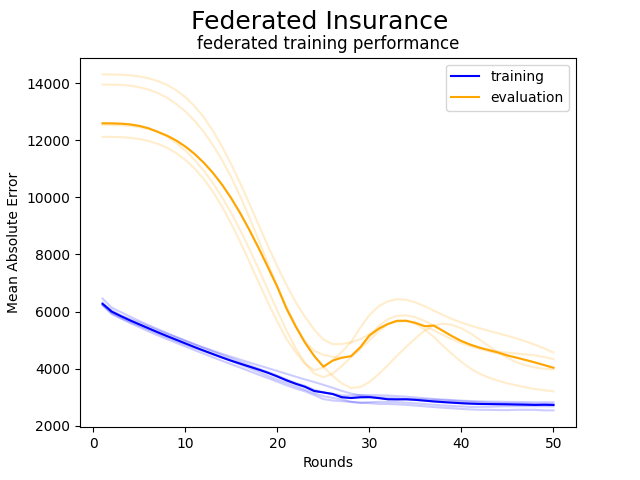 Federated Insurance
federated training performance
training
evaluation
14000
12000
10000
8000
6000
4000
2000
Mean Absolute Error
0
10
20
30
40
50
Rounds